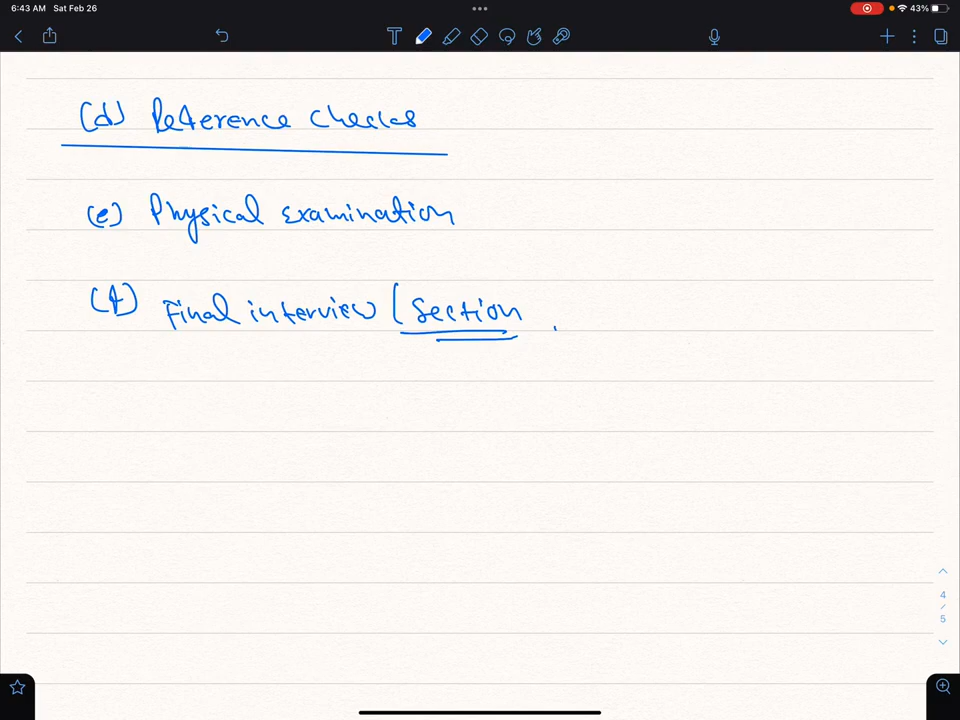 6:43 AM Sat Feb 26
43%
(d) Reference checks
(e) Physical examination
(f) Final interview (Section
4
/
5